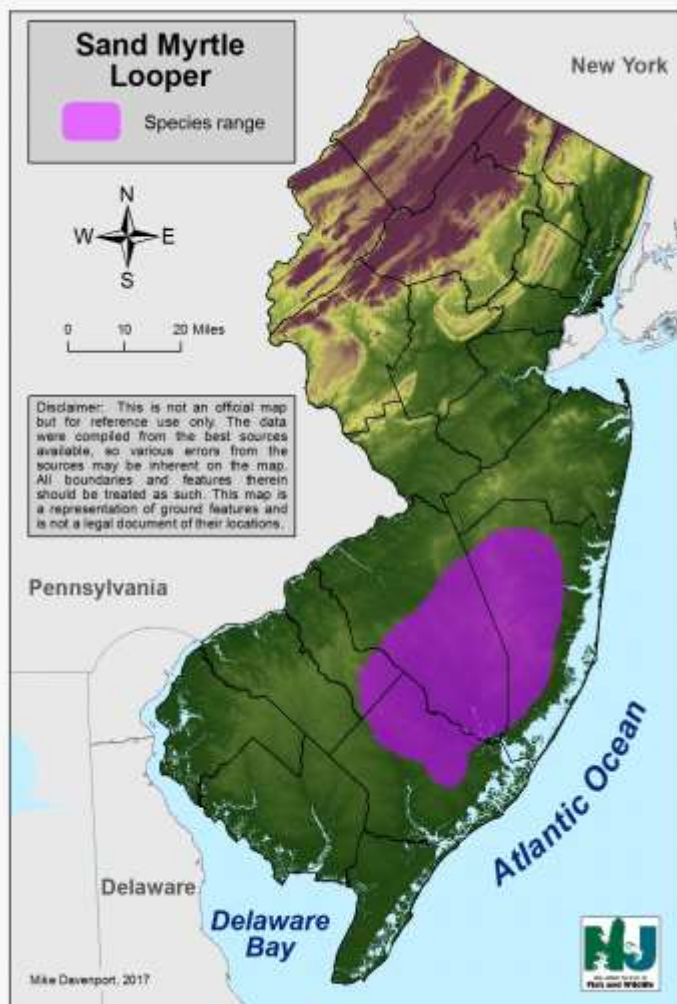 Sand Myrtle
Looper
Species range
New York
N
W E
S
0 10 20 Miles
Disclaimer: This is not an official map
but for reference use only. The data
were compiled from the best sources
available, so various errors from the
sources may be inherent on the map.
All boundaries and features therein
should be treated as such. This map is
a representation of ground features and
is not a legal document of their locations.
Pennsylvania
Atlantic Ocean
Delaware
Delaware
Bay
NJ
Fish and Wildlife
Mike Davenport, 2017